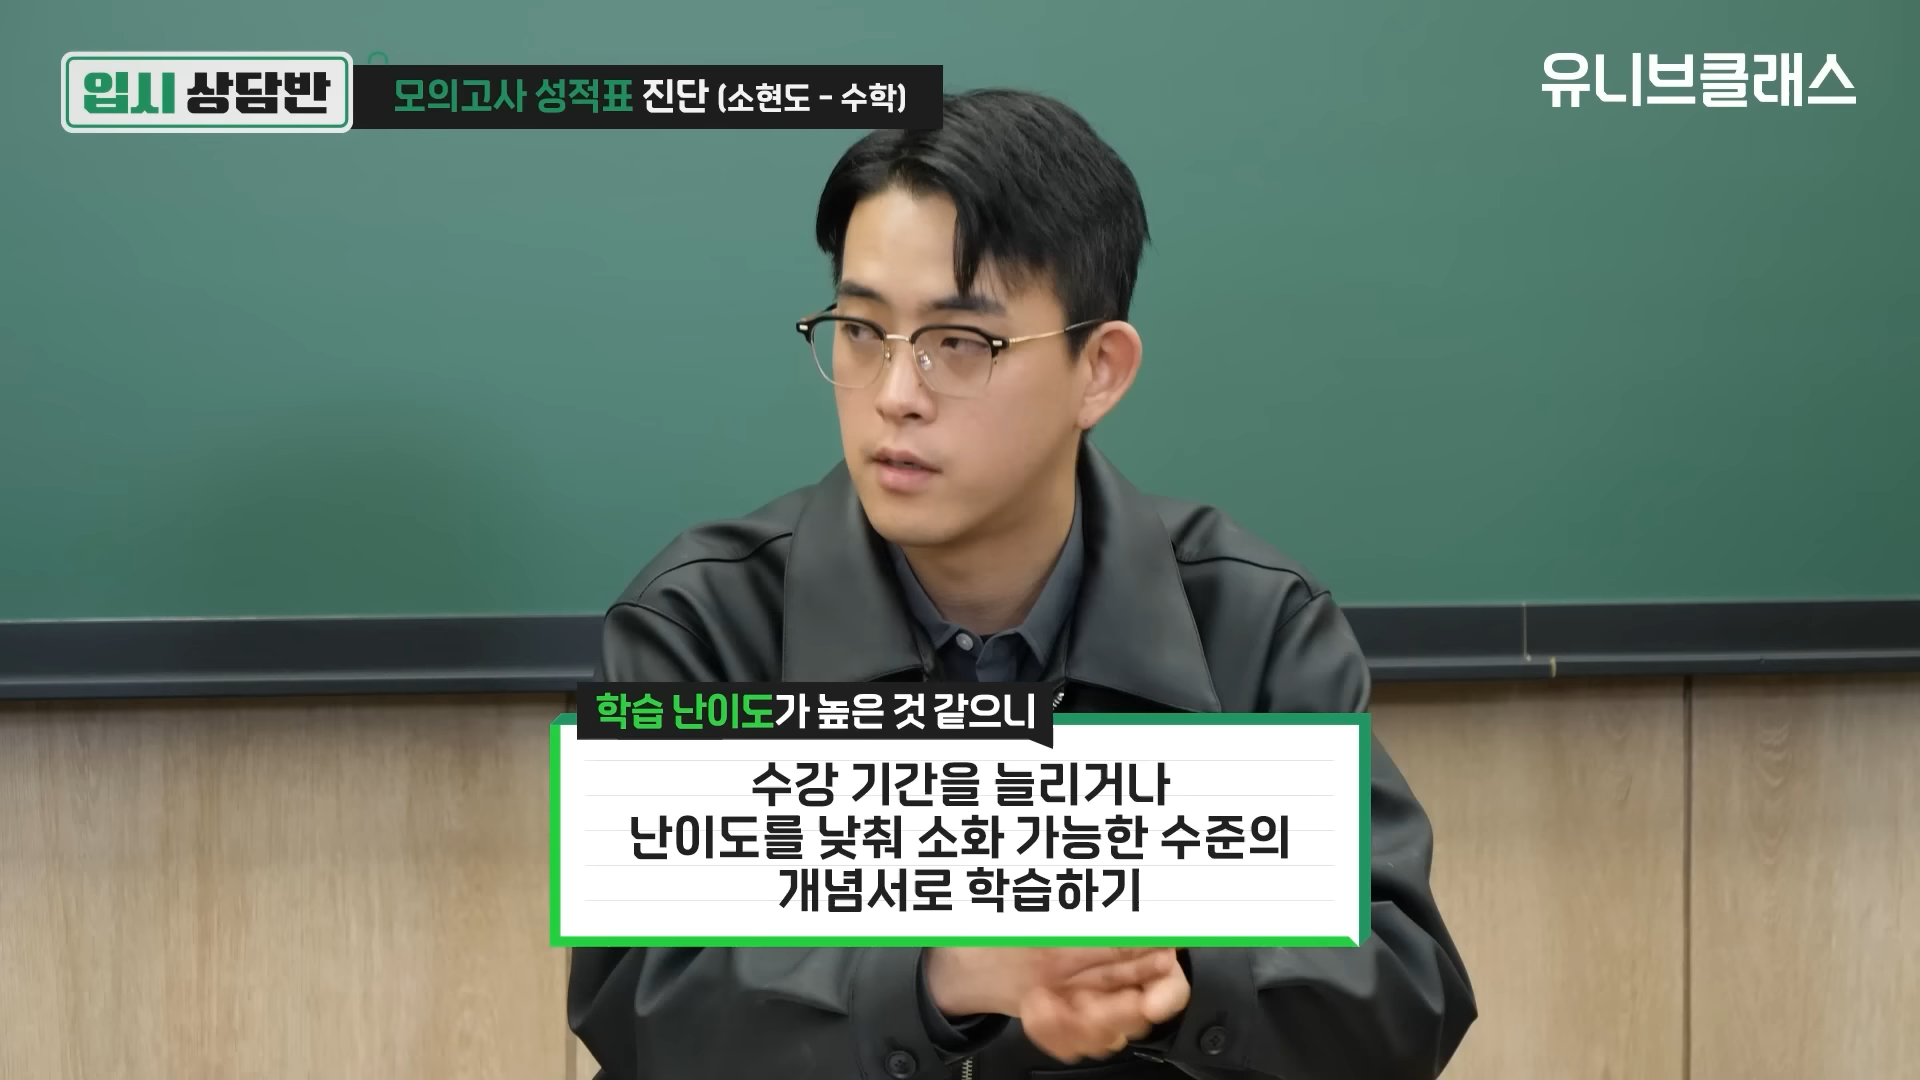 입시 상담반
모의고사 성적표 진단 (소현도 - 수학)
유니브클래스
학습 난이도가 높은 것 같으니
수강 기간을 늘리거나
난이도를 낮춰 소화 가능한 수준의
개념서로 학습하기